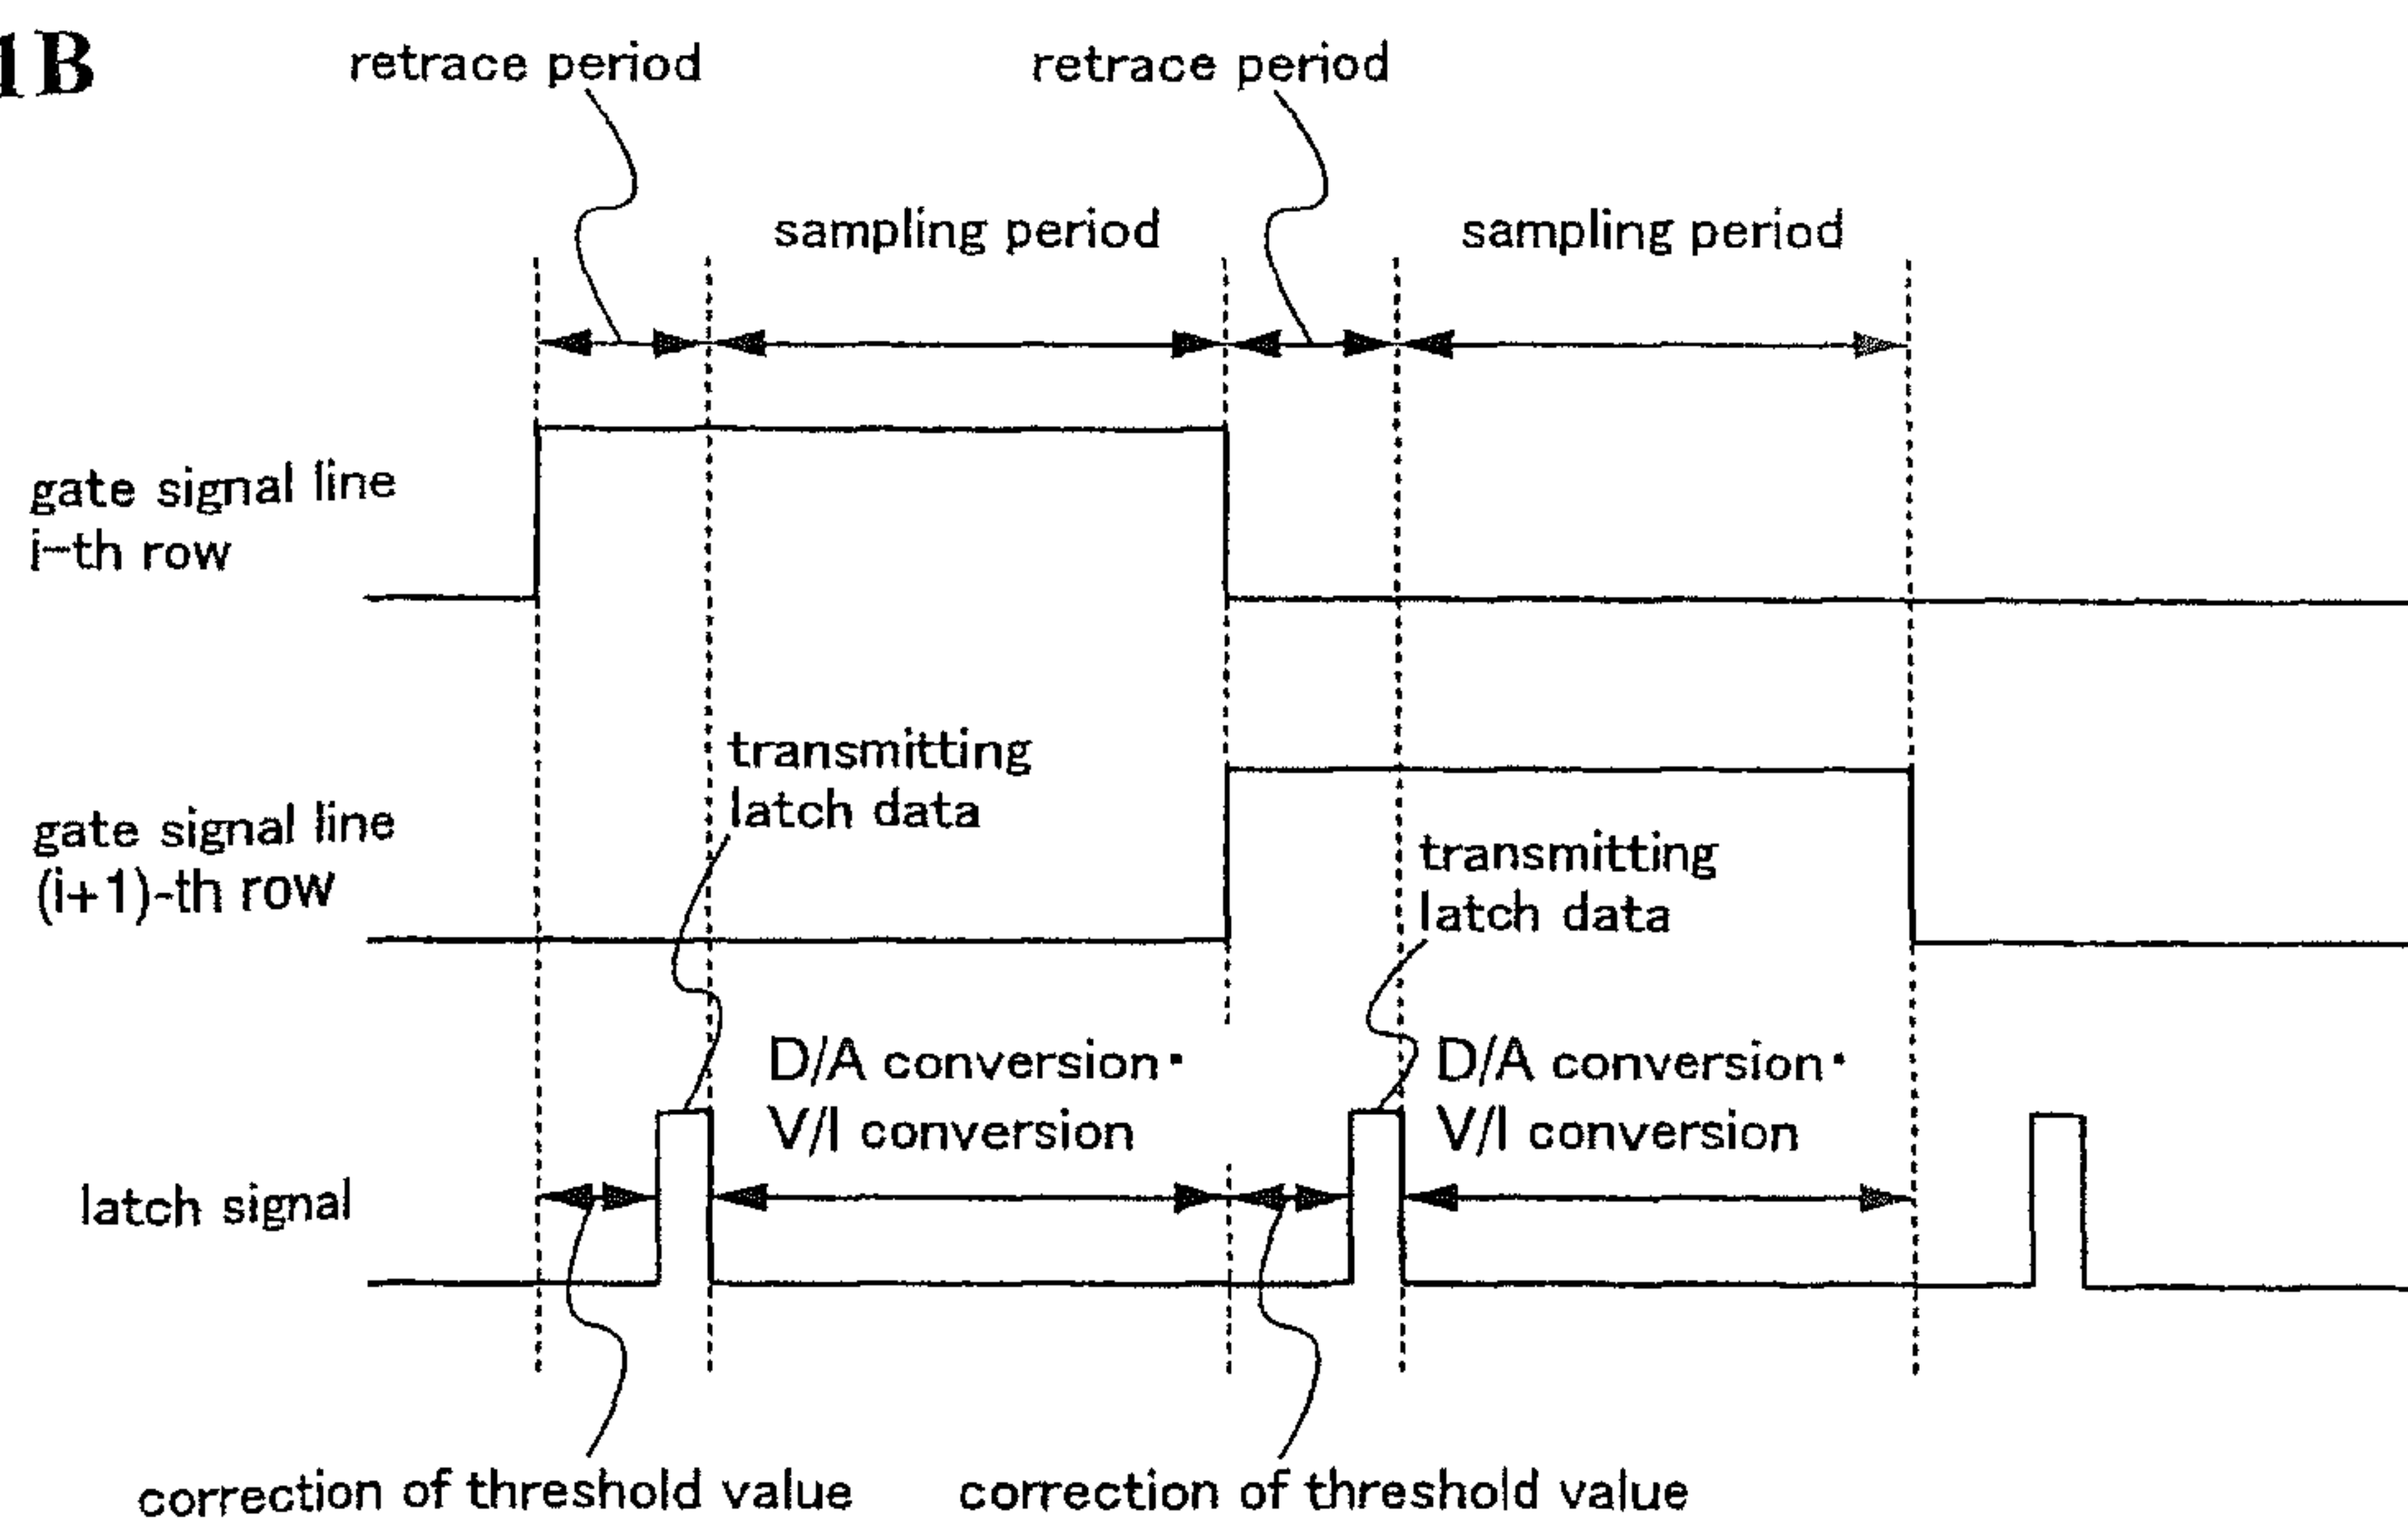 1B
retrace period
retrace period
sampling period
sampling period
gate signal line
i-th row
transmitting
latch data
gate signal line
(i+1)-th row
transmitting
latch data
D/A conversion·
V/I conversion
D/A conversion·
V/I conversion
latch signal
correction of threshold value
correction of threshold value